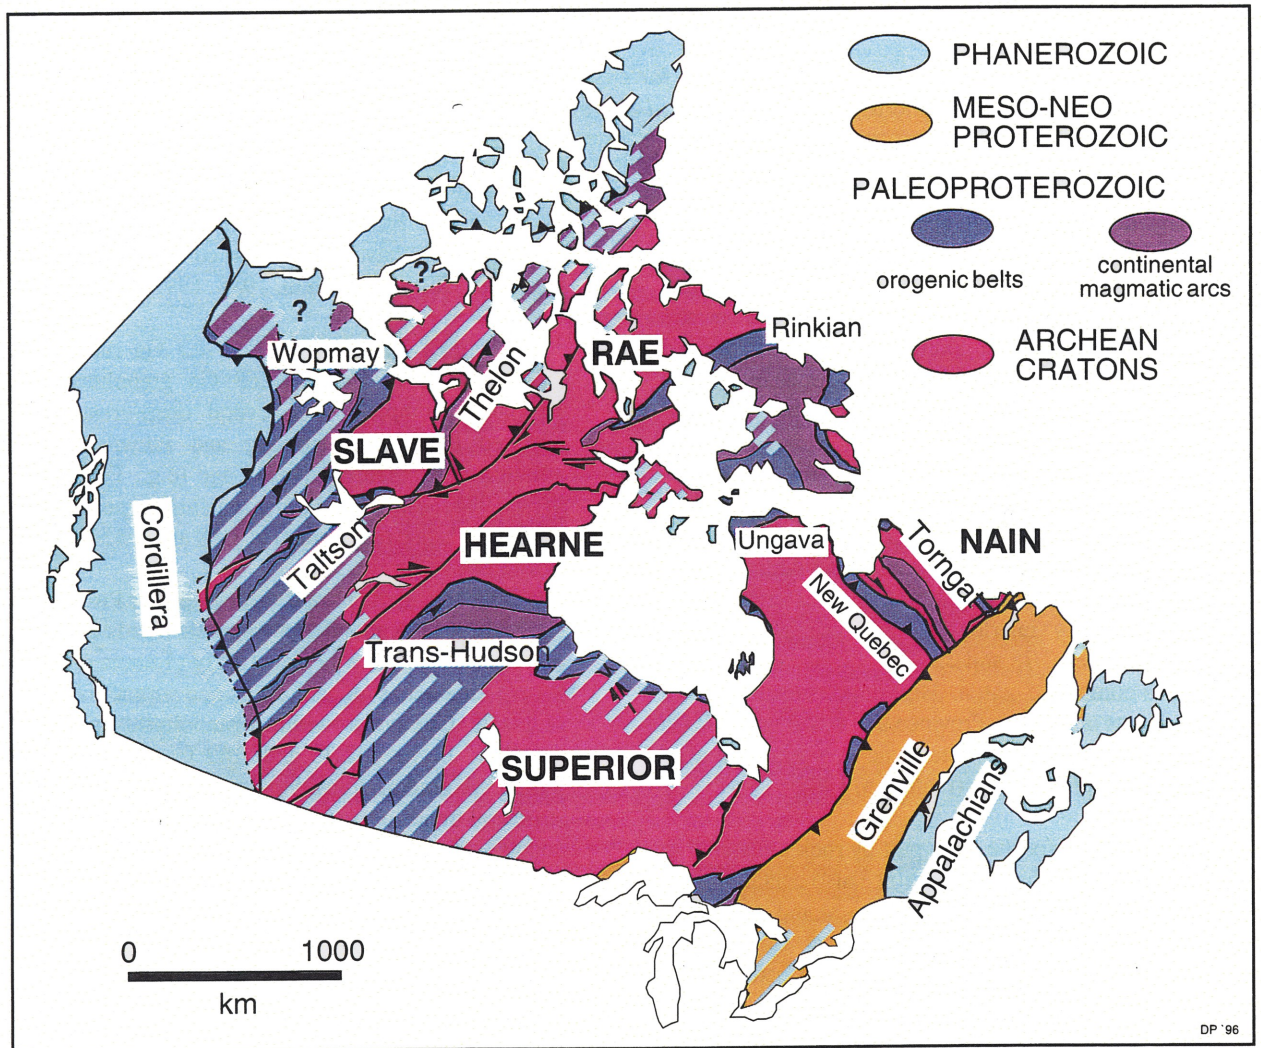 PHANEROZOIC
MESO-NEO
PROTEROZOIC
PALEOPROTEROZOIC
orogenic belts
continental
magmatic arcs
ARCHEAN
CRATONS
?
?
Rinkian
Wopmay
RAE
Thelon
SLAVE
Cordillera
Taltson
HEARNE
Ungava
Torngat
NAIN
New Quebec
Trans-Hudson
SUPERIOR
Grenville
Appalachians
0 1000
km
DP '96